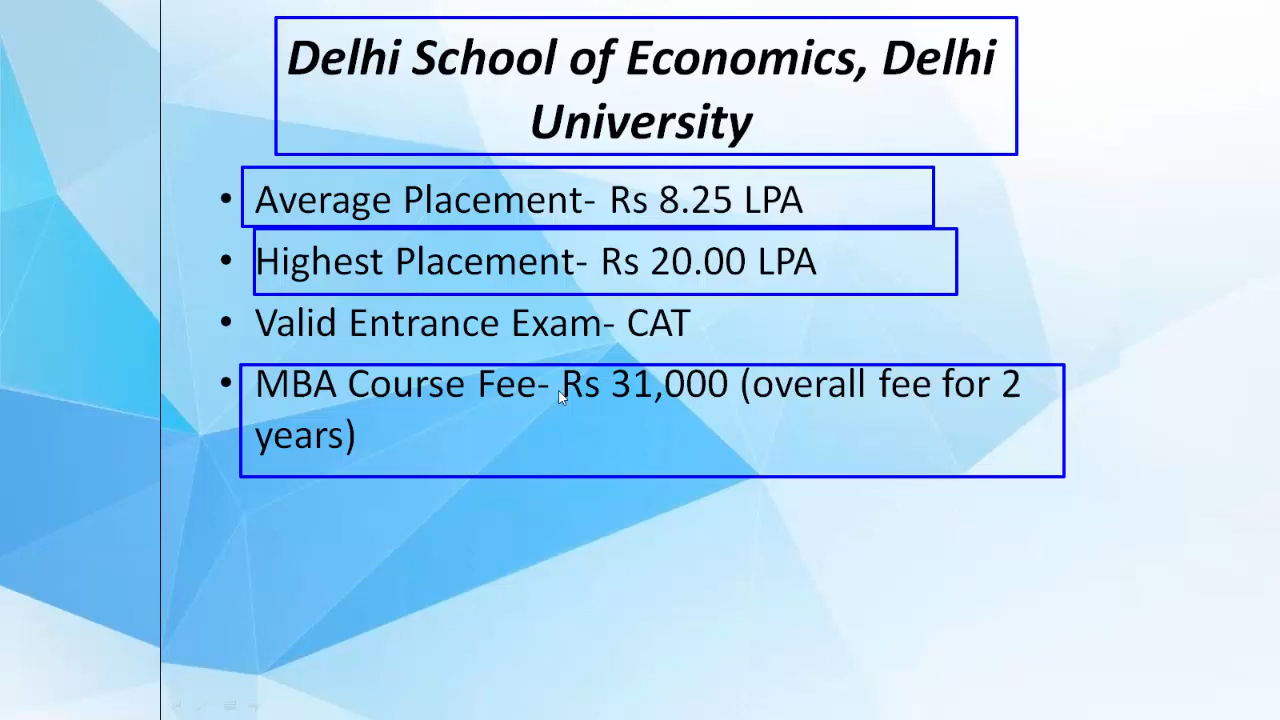 Delhi School of Economics, Delhi
University
• Average Placement- Rs 8.25 LPA
• Highest Placement- Rs 20.00 LPA
• Valid Entrance Exam- CAT
• MBA Course Fee- Rs 31,000 (overall fee for 2
years)